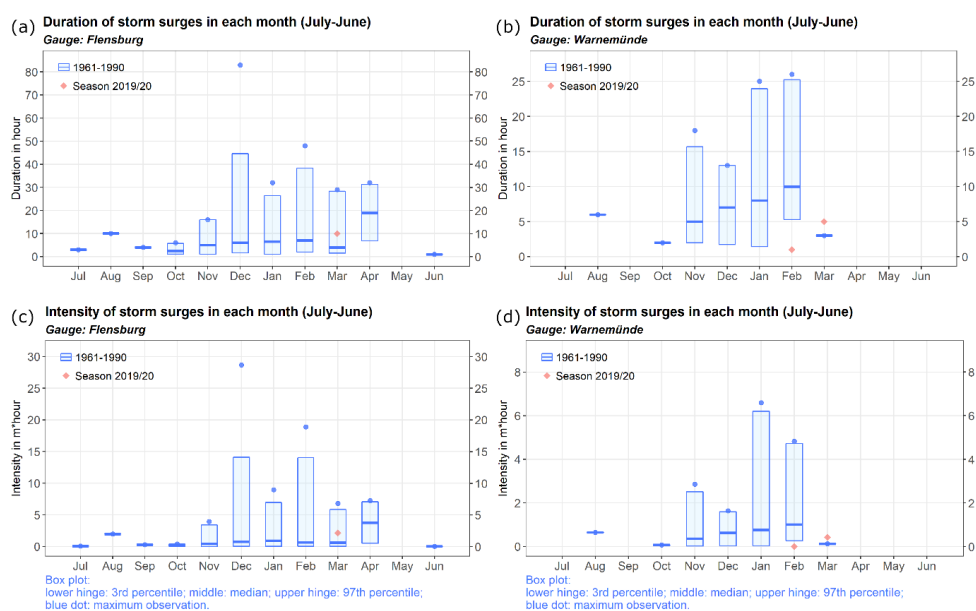 (a)
Duration of storm surges in each month (July-June)
Gauge: Flensburg
1961-1990
Season 2019/20
Duration in hour
80
70
60
50
40
30
20
10
0
80
70
60
50
40
30
20
10
0
Jul Aug Sep Oct Nov Dec Jan Feb Mar Apr May Jun
(b)
Duration of storm surges in each month (July-June)
Gauge: Warnemünde
1961-1990
Season 2019/20
Duration in hour
25
20
15
10
5
0
25
20
15
10
5
0
Jul Aug Sep Oct Nov Dec Jan Feb Mar Apr May Jun
(c)
Intensity of storm surges in each month (July-June)
Gauge: Flensburg
1961-1990
Season 2019/20
Intensity in m*hour
30
25
20
15
10
5
0
30
25
20
15
10
5
0
Jul Aug Sep Oct Nov Dec Jan Feb Mar Apr May Jun
Box plot:
lower hinge: 3rd percentile; middle: median; upper hinge: 97th percentile;
blue dot: maximum observation.
(d)
Intensity of storm surges in each month (July-June)
Gauge: Warnemünde
1961-1990
Season 2019/20
Intensity in m*hour
8
6
4
2
0
8
6
4
2
0
Jul Aug Sep Oct Nov Dec Jan Feb Mar Apr May Jun
Box plot:
lower hinge: 3rd percentile; middle: median; upper hinge: 97th percentile;
blue dot: maximum observation.